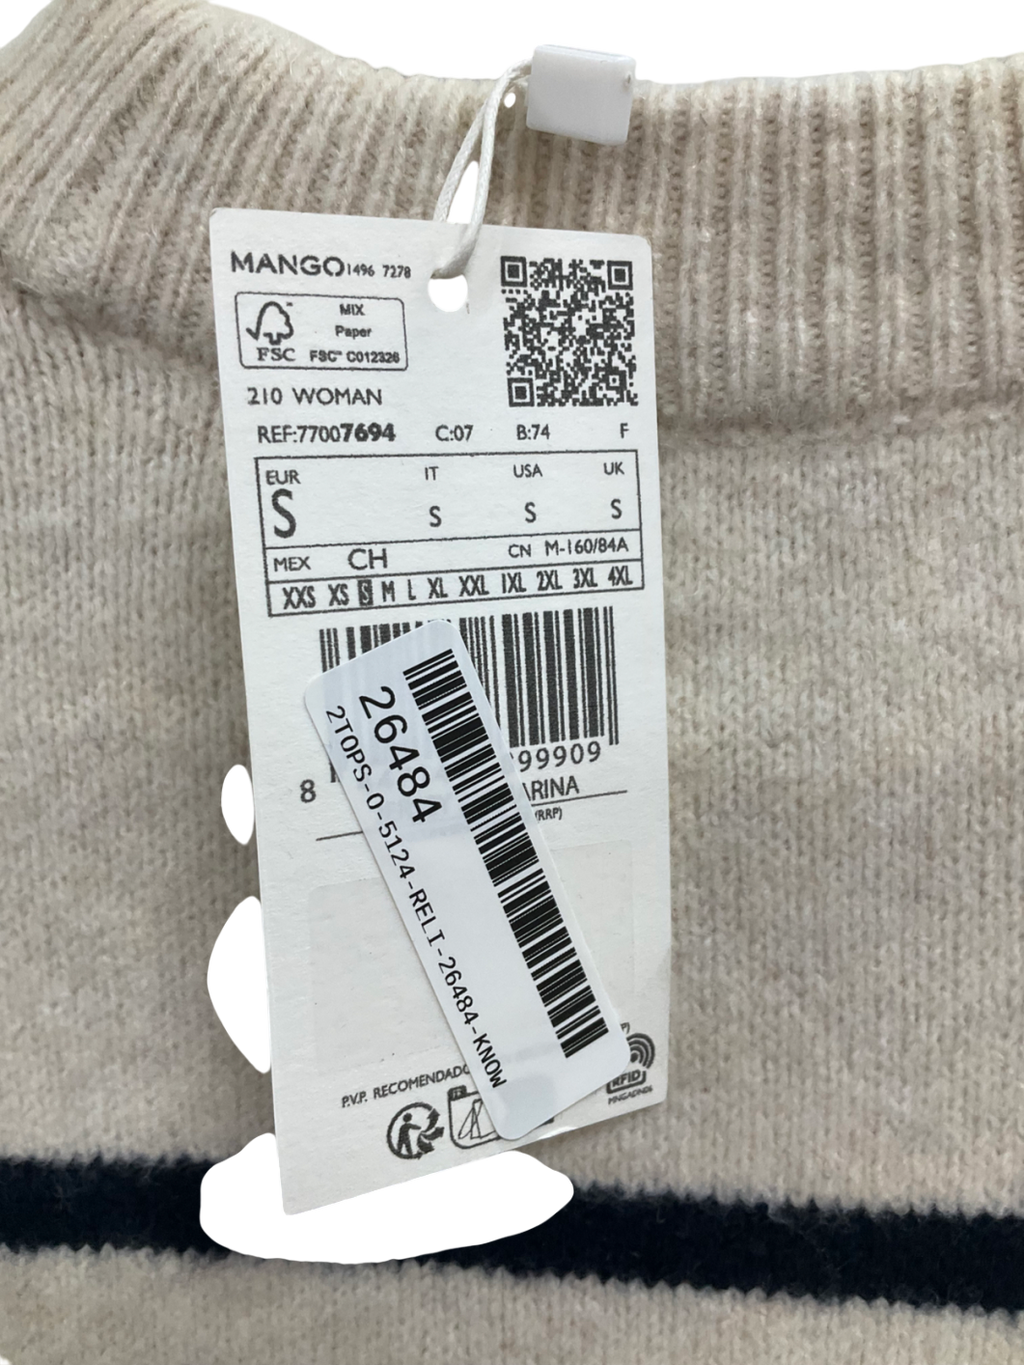 MANGO 1496 7278
MIX
Paper
FSC™ C012326
FSC
210 WOMAN
REF:77007694 C:07 B:74 F
EUR IT USA UK
S S S S
MEX CH CN M-160/84A
XXS XS S M L XL XXL 1XL 2XL 3XL 4XL
8 99909
ARINA
(RRP)
26484
2TOPS-0-5124-RELI-26484-KNOW
P.V.P. RECOMENDADO
RFID